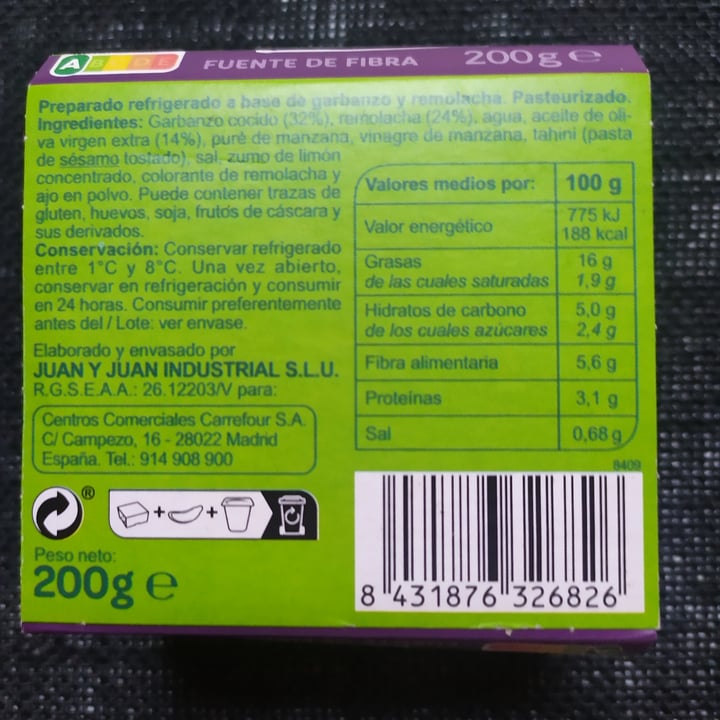 A B D E FUENTE DE FIBRA 200g e
Preparado refrigerado a base de garbanzo y remolacha. Pasteurizado.
Ingredientes: Garbanzo cocido (32%), remolacha (24%), agua, aceite de oli-
va virgen extra (14%), puré de manzana, vinagre de manzana, tahini (pasta
de sésamo tostado), sal, zumo de limón
concentrado, colorante de remolacha y
ajo en polvo. Puede contener trazas de
gluten, huevos, soja, frutos de cáscara y
sus derivados.
Conservación: Conservar refrigerado
entre 1°C y 8°C. Una vez abierto,
conservar en refrigeración y consumir
en 24 horas. Consumir preferentemente
antes del / Lote: ver envase.
Elaborado y envasado por
JUAN Y JUAN INDUSTRIAL S.L.U.
R.G.S.E.A.A.: 26.12203/V para:
Centros Comerciales Carrefour S.A.
C/ Campezo, 16 - 28022 Madrid
España. Tel.: 914 908 900
®
Peso neto:
200g e
Valores medios por: 100 g
Valor energético 775 kJ
188 kcal
Grasas 16 g
de las cuales saturadas 1,9 g
Hidratos de carbono 5,0 g
de los cuales azúcares 2,4 g
Fibra alimentaria 5,6 g
Proteínas 3,1 g
Sal 0,68 g
8409
8 431876 326826